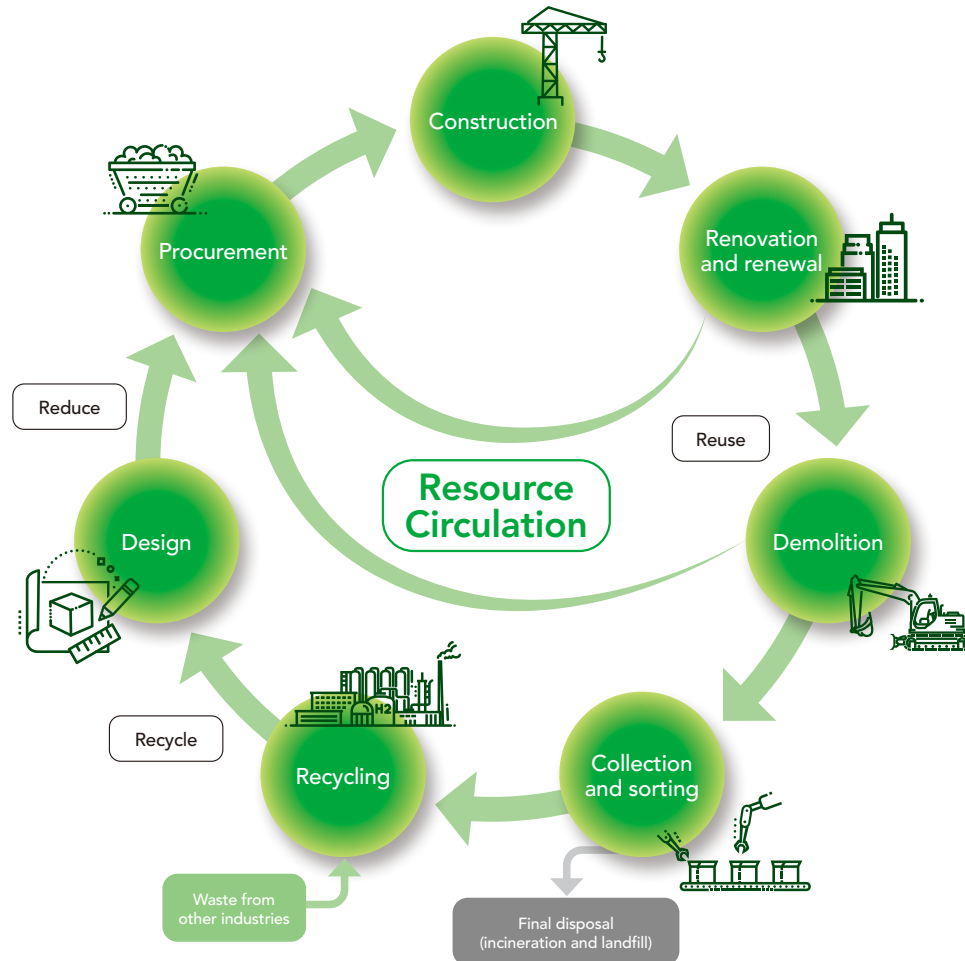 Construction
Procurement
Renovation
and renewal
Reduce
Reuse
Resource
Circulation
Design
Demolition
H2
Recycle
Recycling
Collection
and sorting
Waste from
other industries
Final disposal
(incineration and landfill)